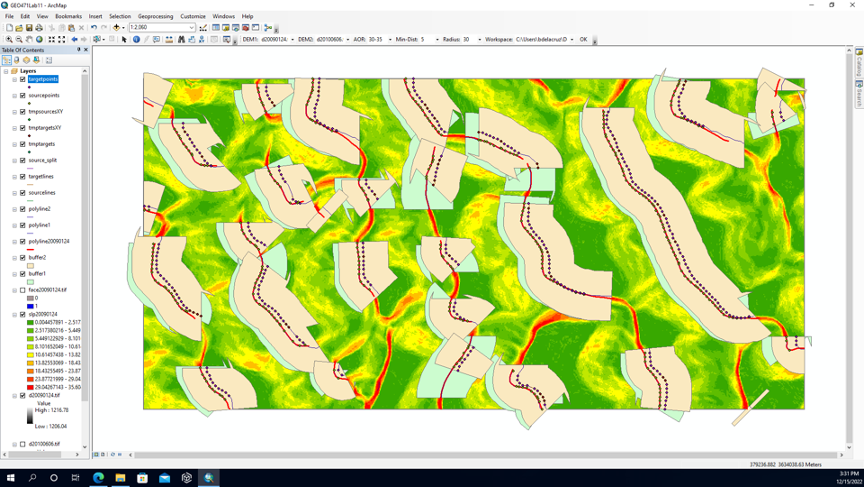 GEO471Lab11 - ArcMap
File Edit View Bookmarks Insert Selection Geoprocessing Customize Windows Help
1:2,060
DEM1: d20090124: DEM2: d20100606. AOR: 30-35 Min-Dist: 5 Radius: 30 Workspace: C:\Users\bdelacruz\D OK
Table Of Contents
Layers
targetpoints
sourcepoints
tmpsourcesXY
tmptargetsXY
tmptargets
source_split
targetlines
sourcelines
polyline2
polyline1
polyline20090124
buffer2
buffer1
face20090124.tif
0
1
slp20090124
0.004457891 - 2.517
2.517380216 - 5.449
5.449122929 - 8.101
8.101652049 - 10.61
10.61457438 - 13.82
13.82553069 - 18.43
18.43255495 - 23.87
23.87721999 - 29.04
29.04267143 - 35.60
d20090124.tif
Value
High : 1216.78
Low : 1206.04
d20100606.tif
Catalog
Search
379236.882 3634038.63 Meters
3:31 PM
12/15/2022